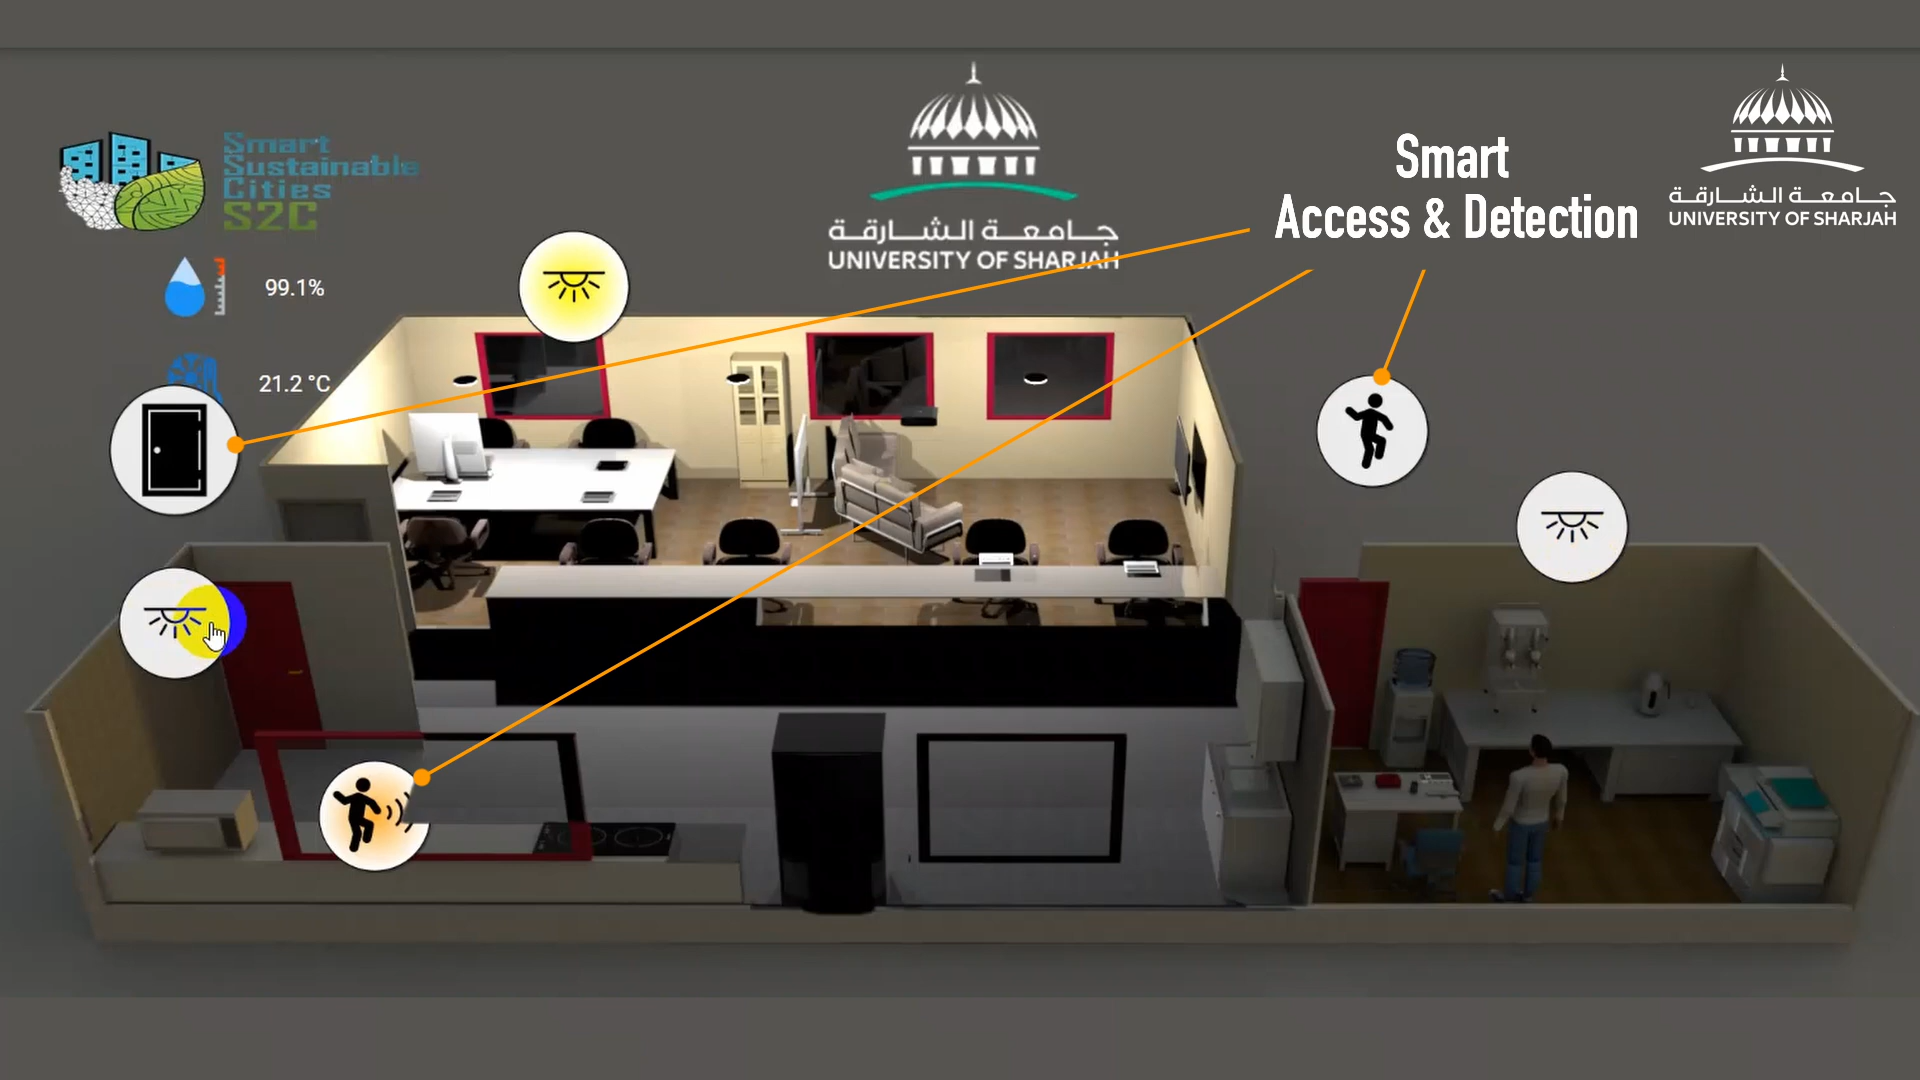 Smart
Sustainable
Cities
S2C
جامعة الشارقة
UNIVERSITY OF SHARJAH
Smart
Access & Detection
جامعة الشارقة
UNIVERSITY OF SHARJAH
99.1%
21.2 °C